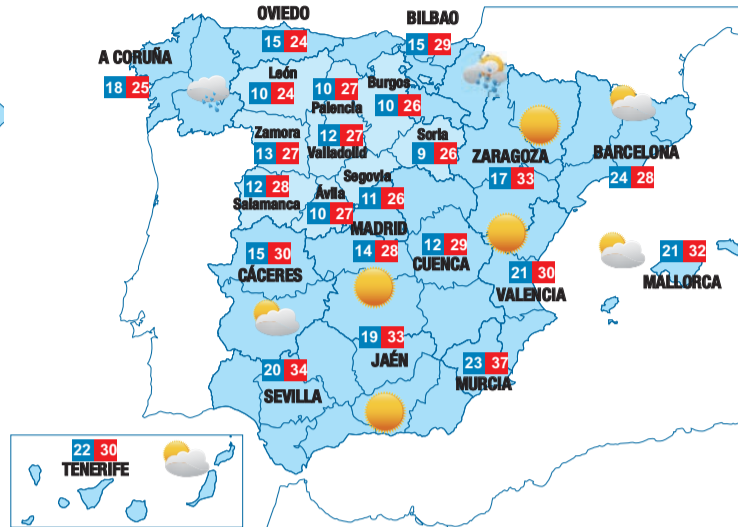 OVIEDO
15 24
BILBAO
15 29
A CORUÑA
18 25
León
10 24
10 27
Palencia
Burgos
10 26
Zamora
13 27
12 27
Valladolid
Soria
9 26
ZARAGOZA
17 33
BARCELONA
24 28
12 28
Salamanca
Ávila
10 27
Segovia
11 26
MADRID
14 28
12 29
CUENCA
15 30
CÁCERES
21 30
VALENCIA
21 32
MALLORCA
19 33
JAÉN
20 34
SEVILLA
23 37
MURCIA
22 30
TENERIFE